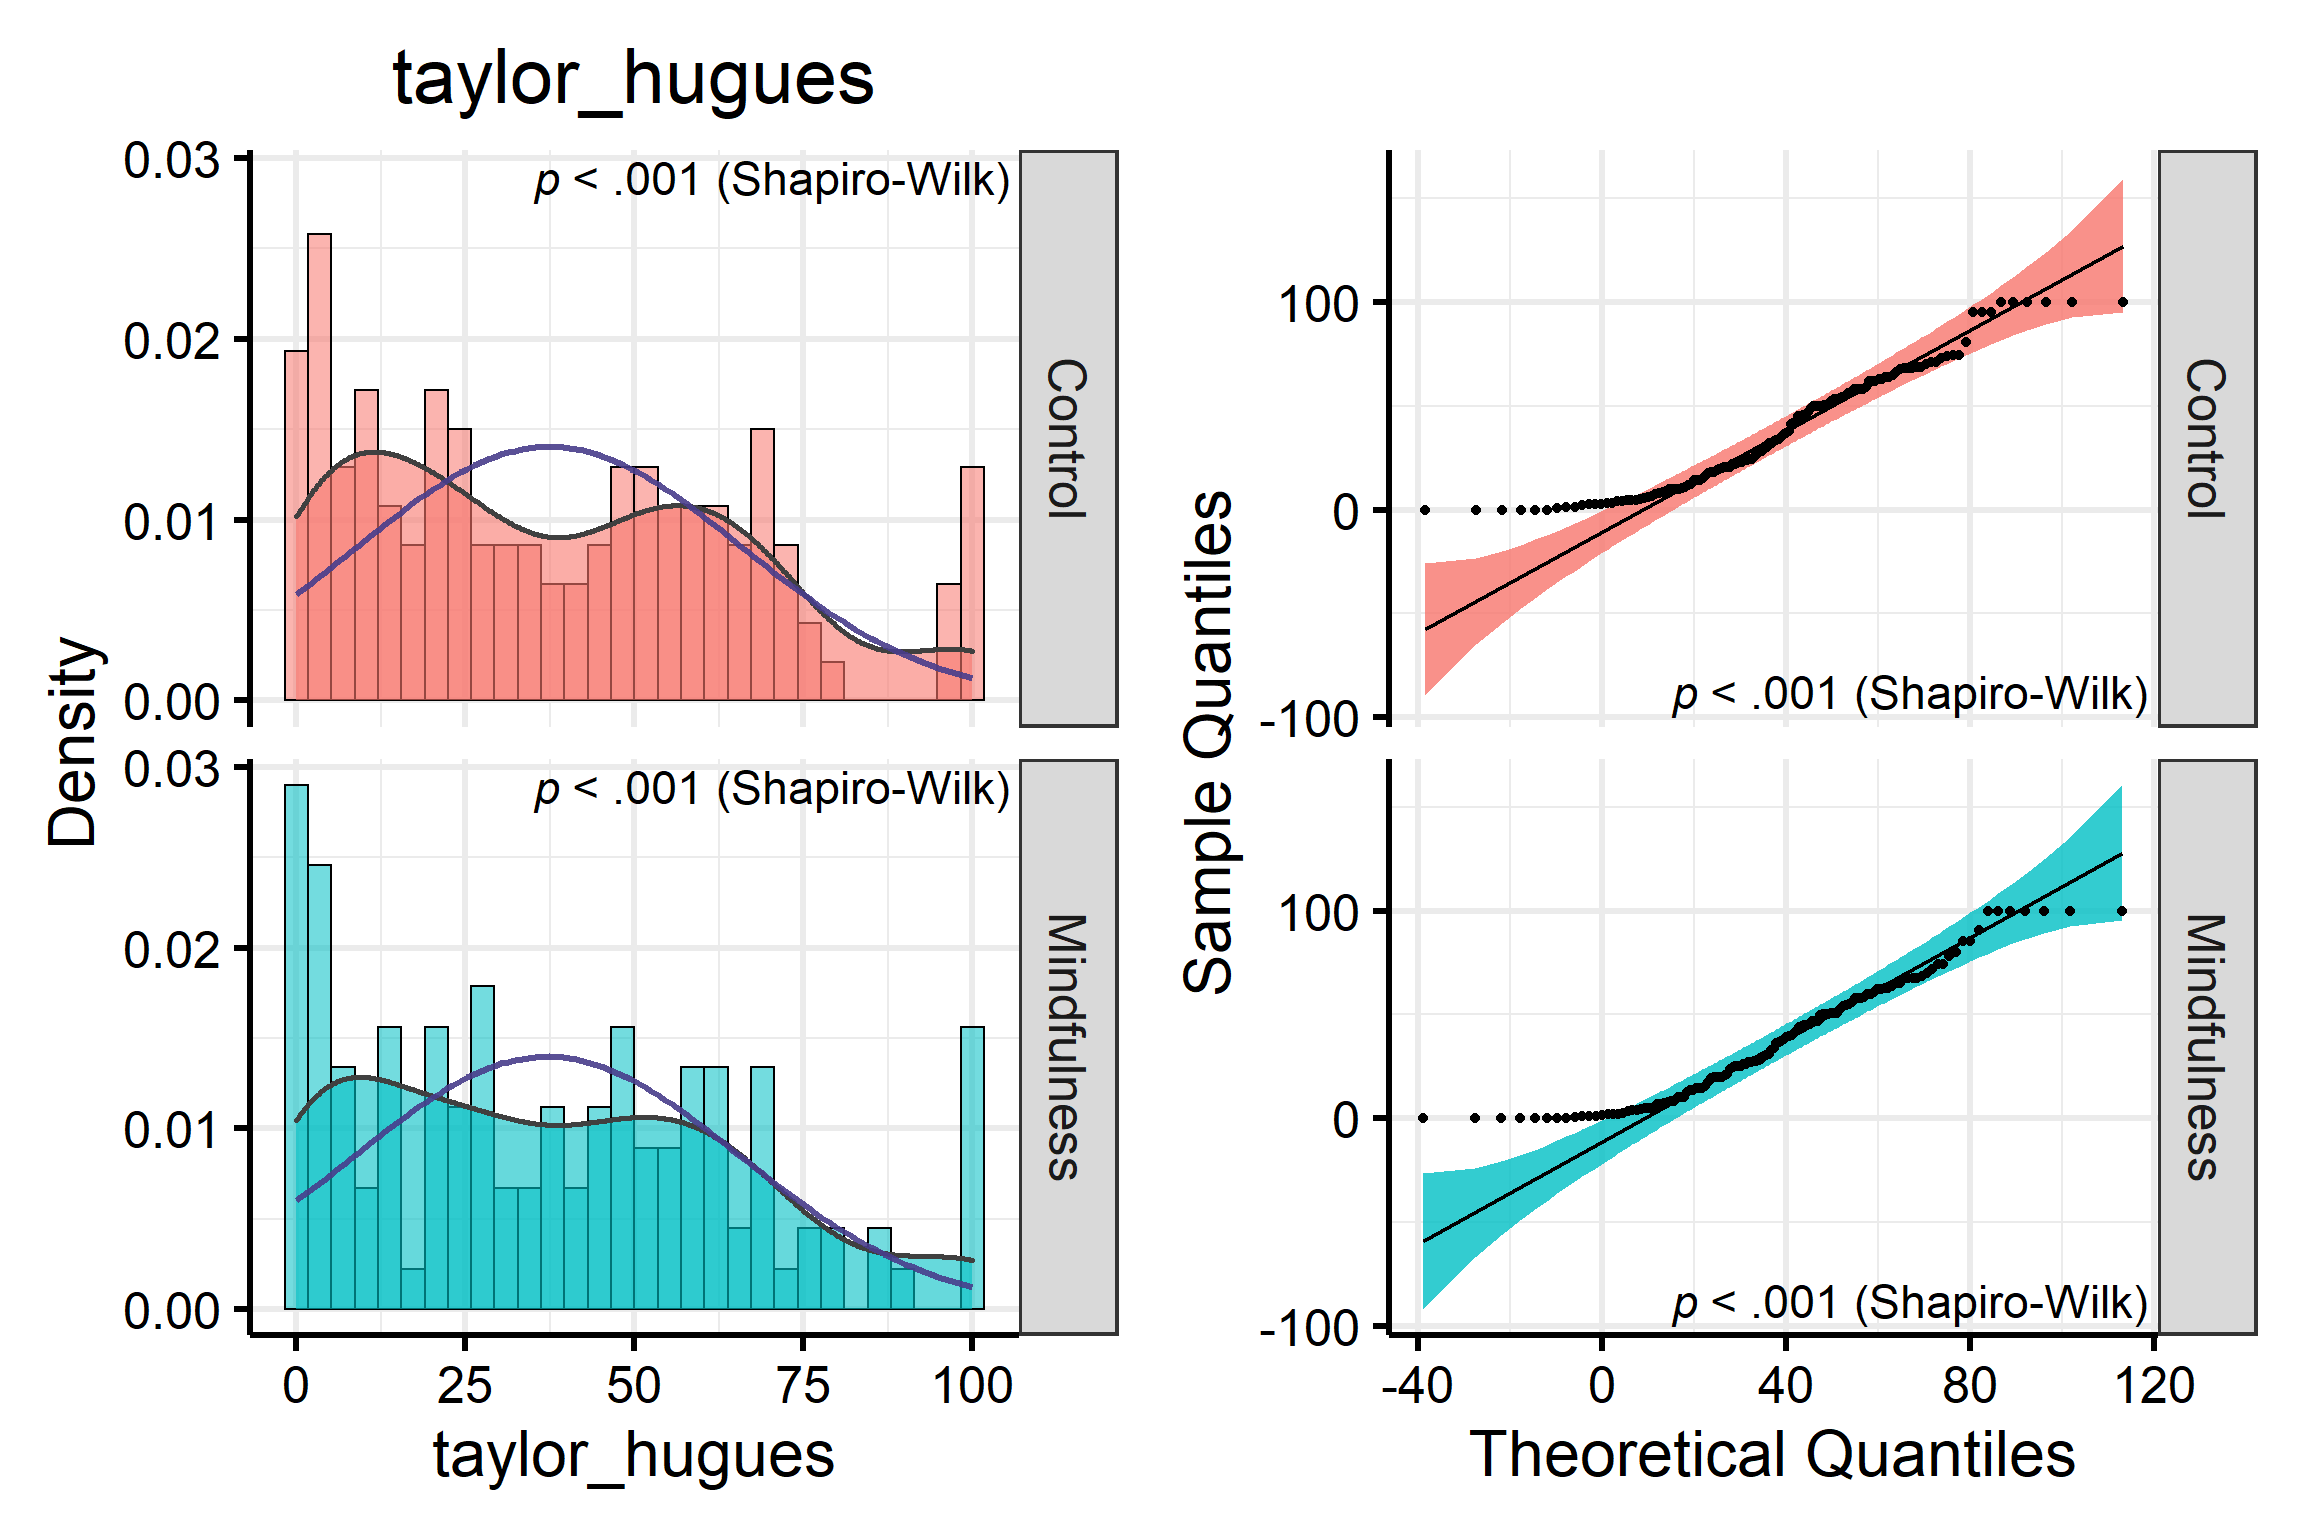 taylor_hugues
Density
0.03
0.02
0.01
0.00
p < .001 (Shapiro-Wilk)
Control
0.03
0.02
0.01
0.00
p < .001 (Shapiro-Wilk)
Mindfulness
0 25 50 75 100
taylor_hugues
Sample Quantiles
100
0
-100
p < .001 (Shapiro-Wilk)
Control
100
0
-100
p < .001 (Shapiro-Wilk)
Mindfulness
-40 0 40 80 120
Theoretical Quantiles